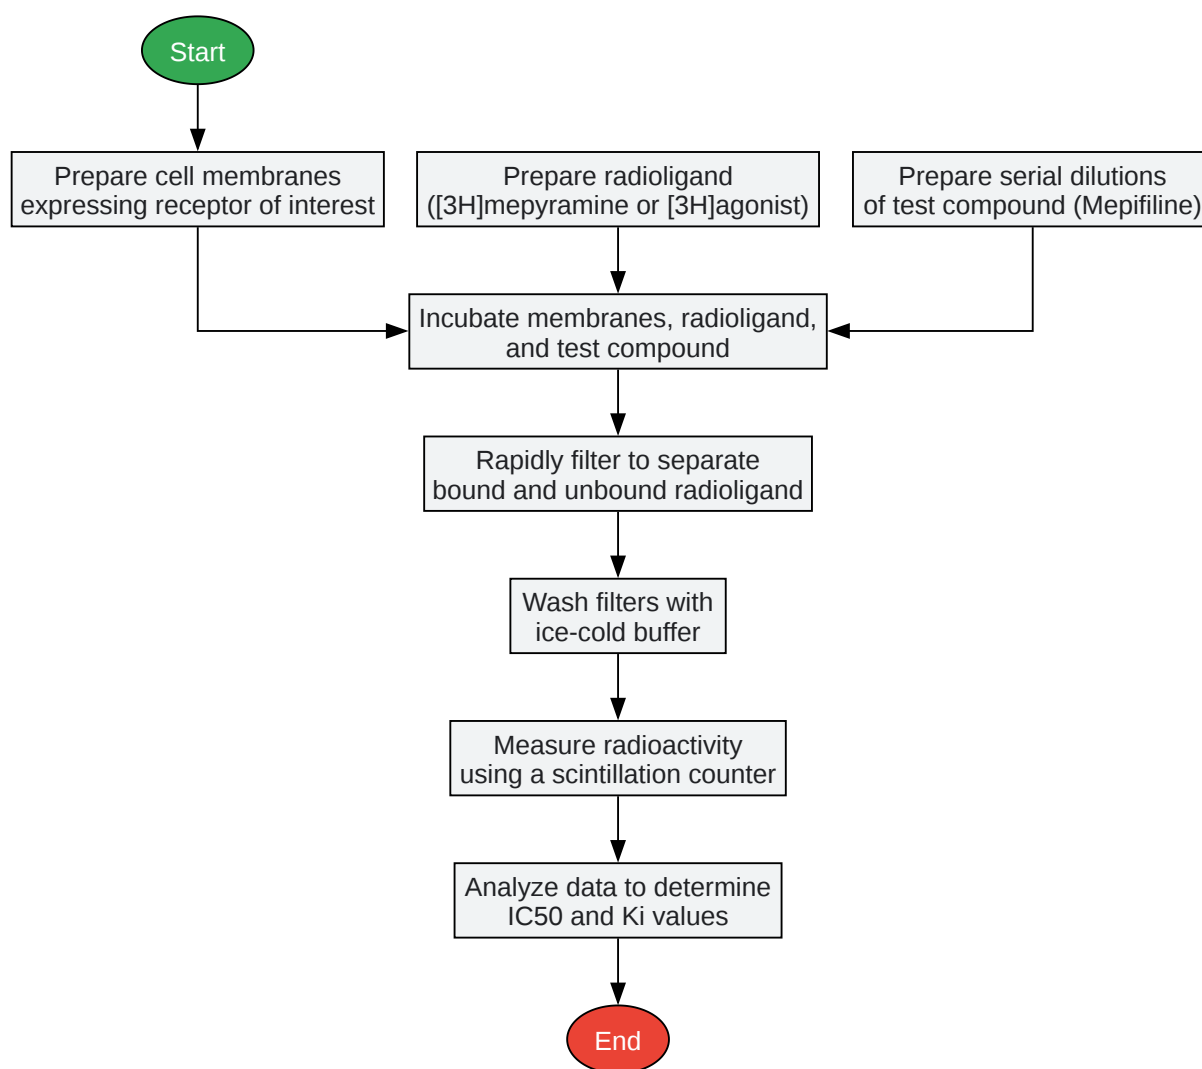 Start
Prepare cell membranes
expressing receptor of interest
Prepare radioligand
([3H]mepyramine or [3H]agonist)
Prepare serial dilutions
of test compound (Mepifiline)
Incubate membranes, radioligand,
and test compound
Rapidly filter to separate
bound and unbound radioligand
Wash filters with
ice-cold buffer
Measure radioactivity
using a scintillation counter
Analyze data to determine
IC50 and Ki values
End